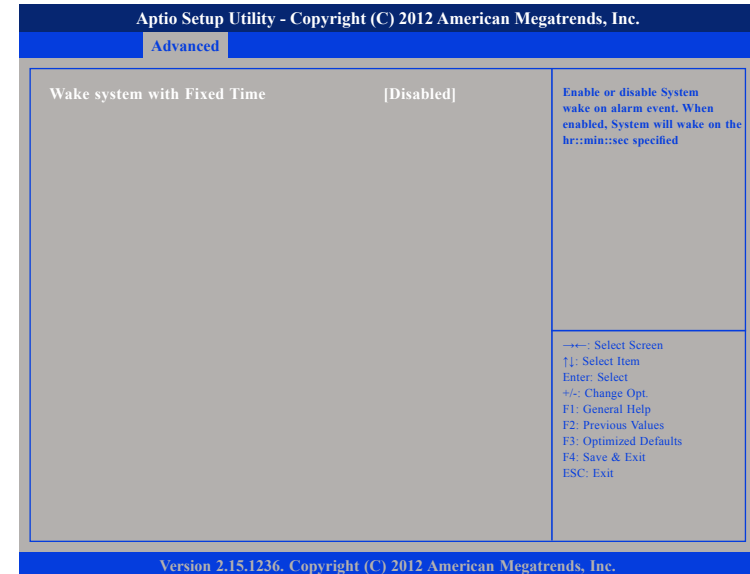 Aptio Setup Utility - Copyright (C) 2012 American Megatrends, Inc.
Advanced
Wake system with Fixed Time [Disabled]
Enable or disable System
wake on alarm event. When
enabled, System will wake on the
hr::min::sec specified
→←: Select Screen
↑↓: Select Item
Enter: Select
+/-: Change Opt.
F1: General Help
F2: Previous Values
F3: Optimized Defaults
F4: Save & Exit
ESC: Exit
Version 2.15.1236. Copyright (C) 2012 American Megatrends, Inc.